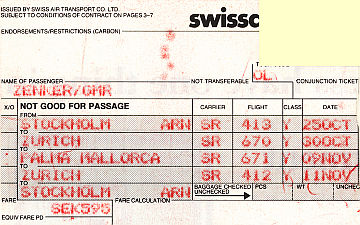 ISSUED BY SWISS AIR TRANSPORT CO. LTD.
SUBJECT TO CONDITIONS OF CONTRACT ON PAGES 3–7
swissc
ENDORSEMENTS/RESTRICTIONS (CARBON)
NAME OF PASSENGER NOT TRANSFERABLE CONJUNCTION TICKET
ZENKER/GMR
X/O NOT GOOD FOR PASSAGE CARRIER FLIGHT CLASS DATE
FROM
STOCKHOLM ARN SR 413 Y 25OCT
TO
ZURICH SR 670 Y 30OCT
TO
PALMA MALLORCA SR 671 Y 09NOV
TO
ZURICH SR 412 Y 11NOV
TO BAGGAGE CHECKED PCS WT UNCHEC
STOCKHOLM ARN UNCHECKED
FARE FARE CALCULATION
SEK595
EQUIV FARE PD